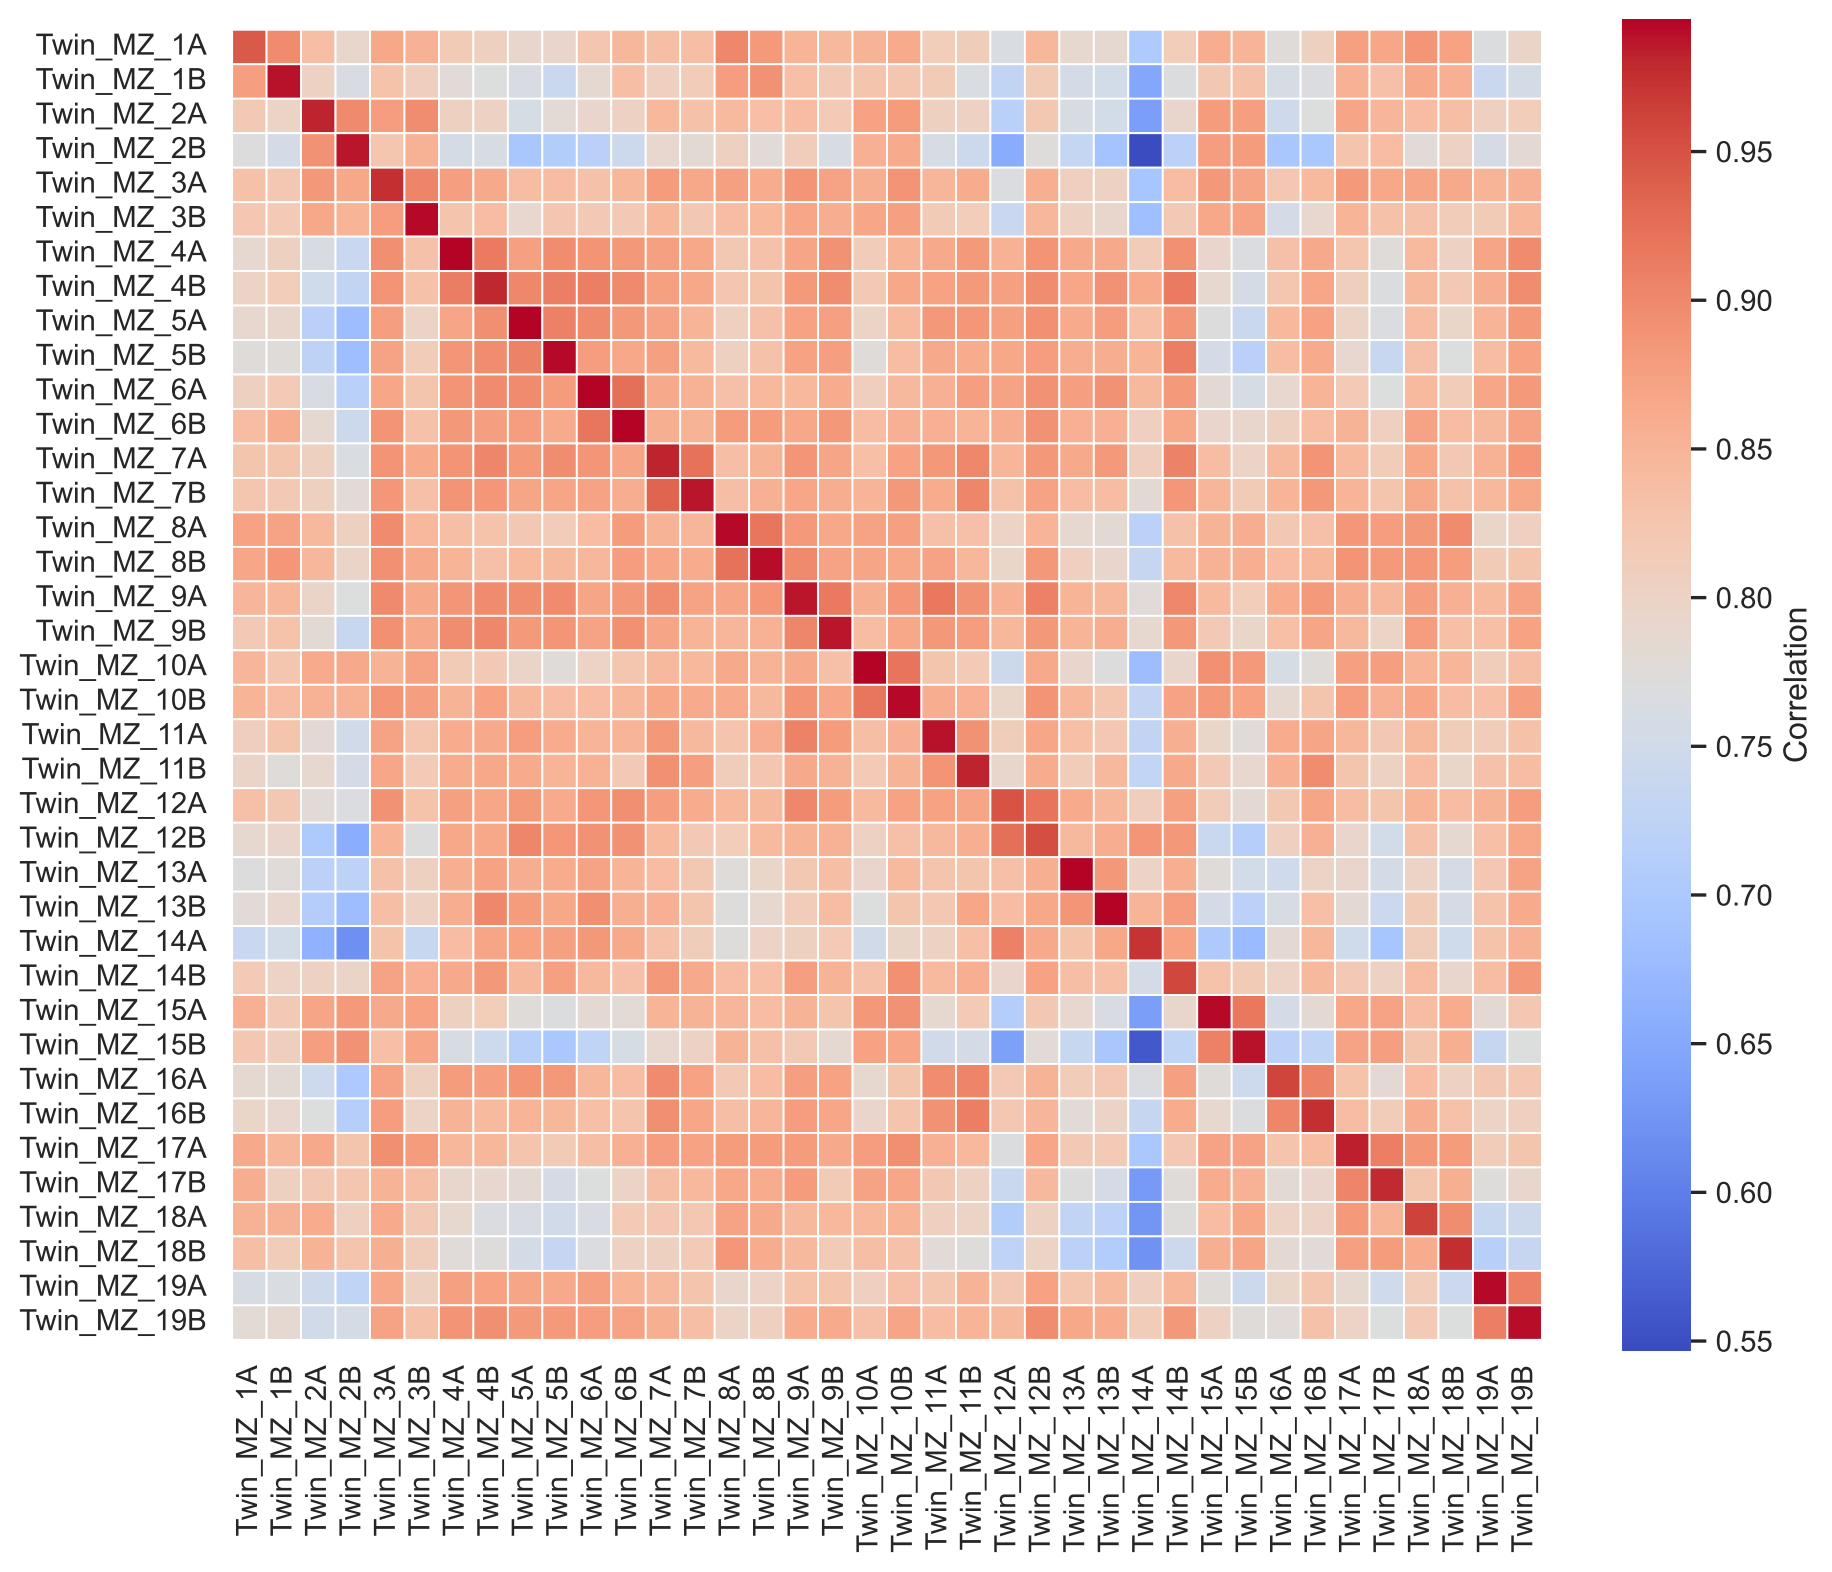 Twin_MZ_1A
Twin_MZ_1B
Twin_MZ_2A
Twin_MZ_2B
Twin_MZ_3A
Twin_MZ_3B
Twin_MZ_4A
Twin_MZ_4B
Twin_MZ_5A
Twin_MZ_5B
Twin_MZ_6A
Twin_MZ_6B
Twin_MZ_7A
Twin_MZ_7B
Twin_MZ_8A
Twin_MZ_8B
Twin_MZ_9A
Twin_MZ_9B
Twin_MZ_10A
Twin_MZ_10B
Twin_MZ_11A
Twin_MZ_11B
Twin_MZ_12A
Twin_MZ_12B
Twin_MZ_13A
Twin_MZ_13B
Twin_MZ_14A
Twin_MZ_14B
Twin_MZ_15A
Twin_MZ_15B
Twin_MZ_16A
Twin_MZ_16B
Twin_MZ_17A
Twin_MZ_17B
Twin_MZ_18A
Twin_MZ_18B
Twin_MZ_19A
Twin_MZ_19B
Twin_MZ_1A
Twin_MZ_1B
Twin_MZ_2A
Twin_MZ_2B
Twin_MZ_3A
Twin_MZ_3B
Twin_MZ_4A
Twin_MZ_4B
Twin_MZ_5A
Twin_MZ_5B
Twin_MZ_6A
Twin_MZ_6B
Twin_MZ_7A
Twin_MZ_7B
Twin_MZ_8A
Twin_MZ_8B
Twin_MZ_9A
Twin_MZ_9B
Twin_MZ_10A
Twin_MZ_10B
Twin_MZ_11A
Twin_MZ_11B
Twin_MZ_12A
Twin_MZ_12B
Twin_MZ_13A
Twin_MZ_13B
Twin_MZ_14A
Twin_MZ_14B
Twin_MZ_15A
Twin_MZ_15B
Twin_MZ_16A
Twin_MZ_16B
Twin_MZ_17A
Twin_MZ_17B
Twin_MZ_18A
Twin_MZ_18B
Twin_MZ_19A
Twin_MZ_19B
0.95
0.90
0.85
0.80
0.75
0.70
0.65
0.60
0.55
Correlation